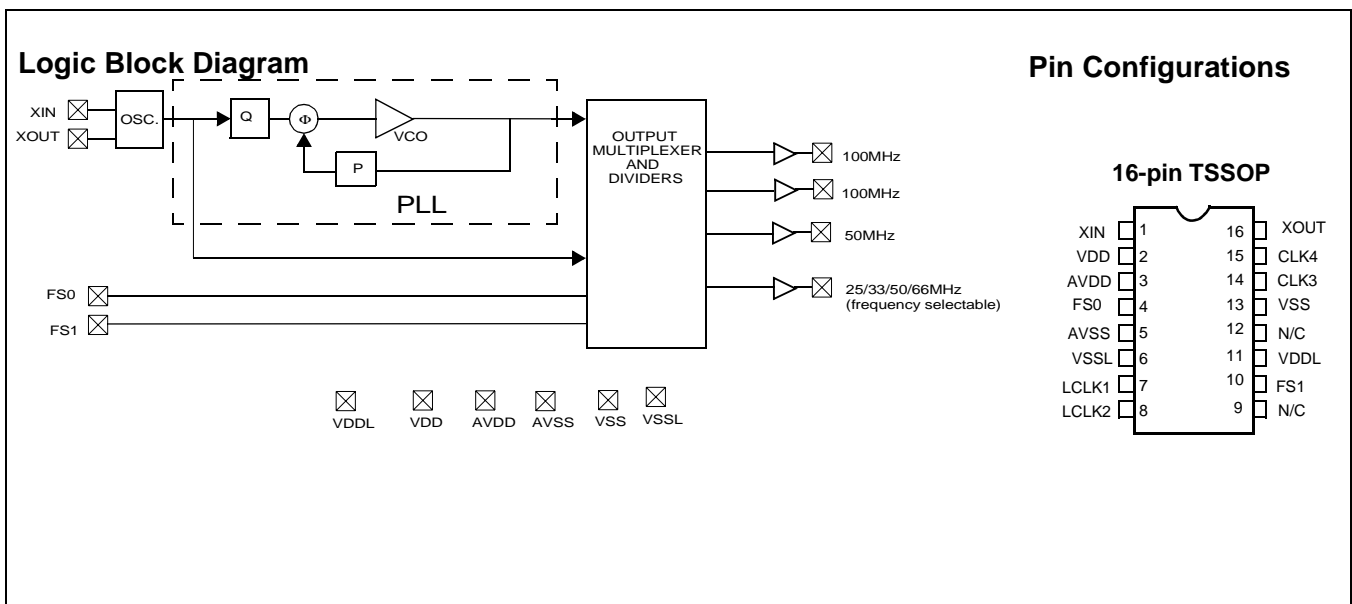 Logic Block Diagram
Pin Configurations
XIN
XOUT
OSC.
Q
Φ
VCO
P
PLL
OUTPUT
MULTIPLEXER
AND
DIVIDERS
100MHz
100MHz
50MHz
25/33/50/66MHz
(frequency selectable)
FS0
FS1
VDDL
VDD
AVDD
AVSS
VSS
VSSL
16-pin TSSOP
XIN 1 16 XOUT
VDD 2 15 CLK4
AVDD 3 14 CLK3
FS0 4 13 VSS
AVSS 5 12 N/C
VSSL 6 11 VDDL
LCLK1 7 10 FS1
LCLK2 8 9 N/C